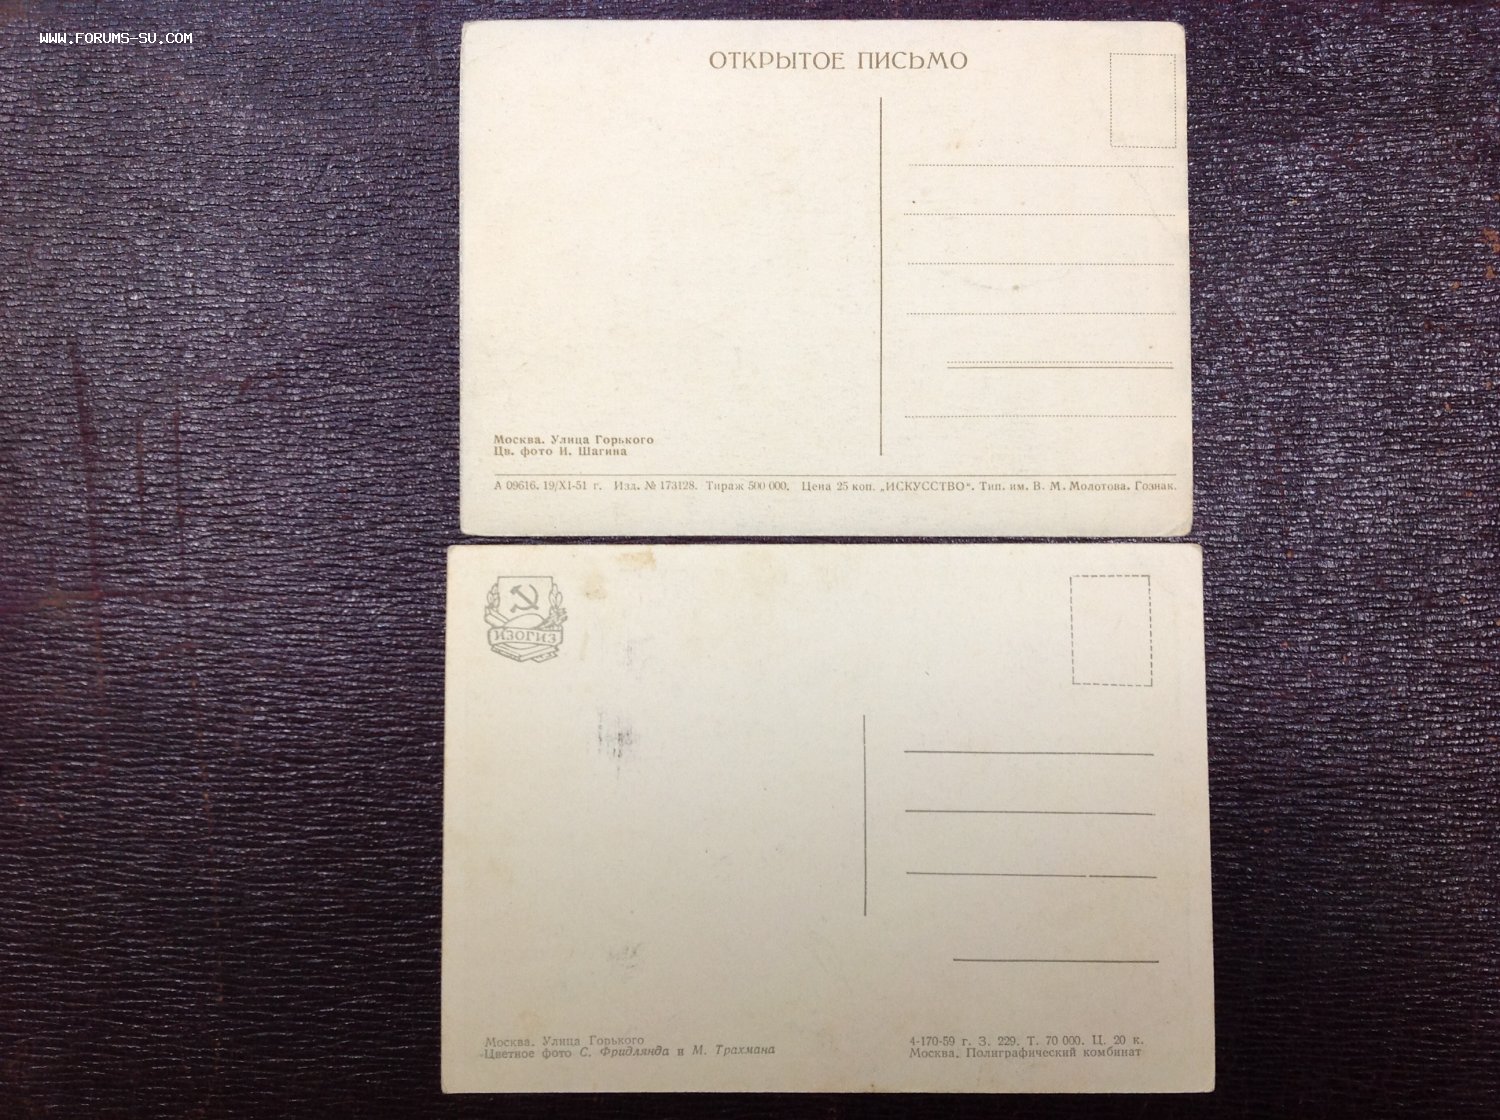 WWW.FORUMS-SU.COM
ОТКРЫТОЕ ПИСЬМО
Москва. Улица Горького
Цв. фото И. Шагина
А 09616. 19/XI-51 г. Изд. № 173128. Тираж 500 000. Цена 25 коп. „ИСКУССТВО“. Тип. им. В. М. Молотова. Гознак.
ИЗОГИЗ
Москва. Улица Горького
Цветное фото С. Фридлянда и М. Трахмана
4-170-59 г. З. 229. Т. 70 000. Ц. 20 к.
Москва. Полиграфический комбинат